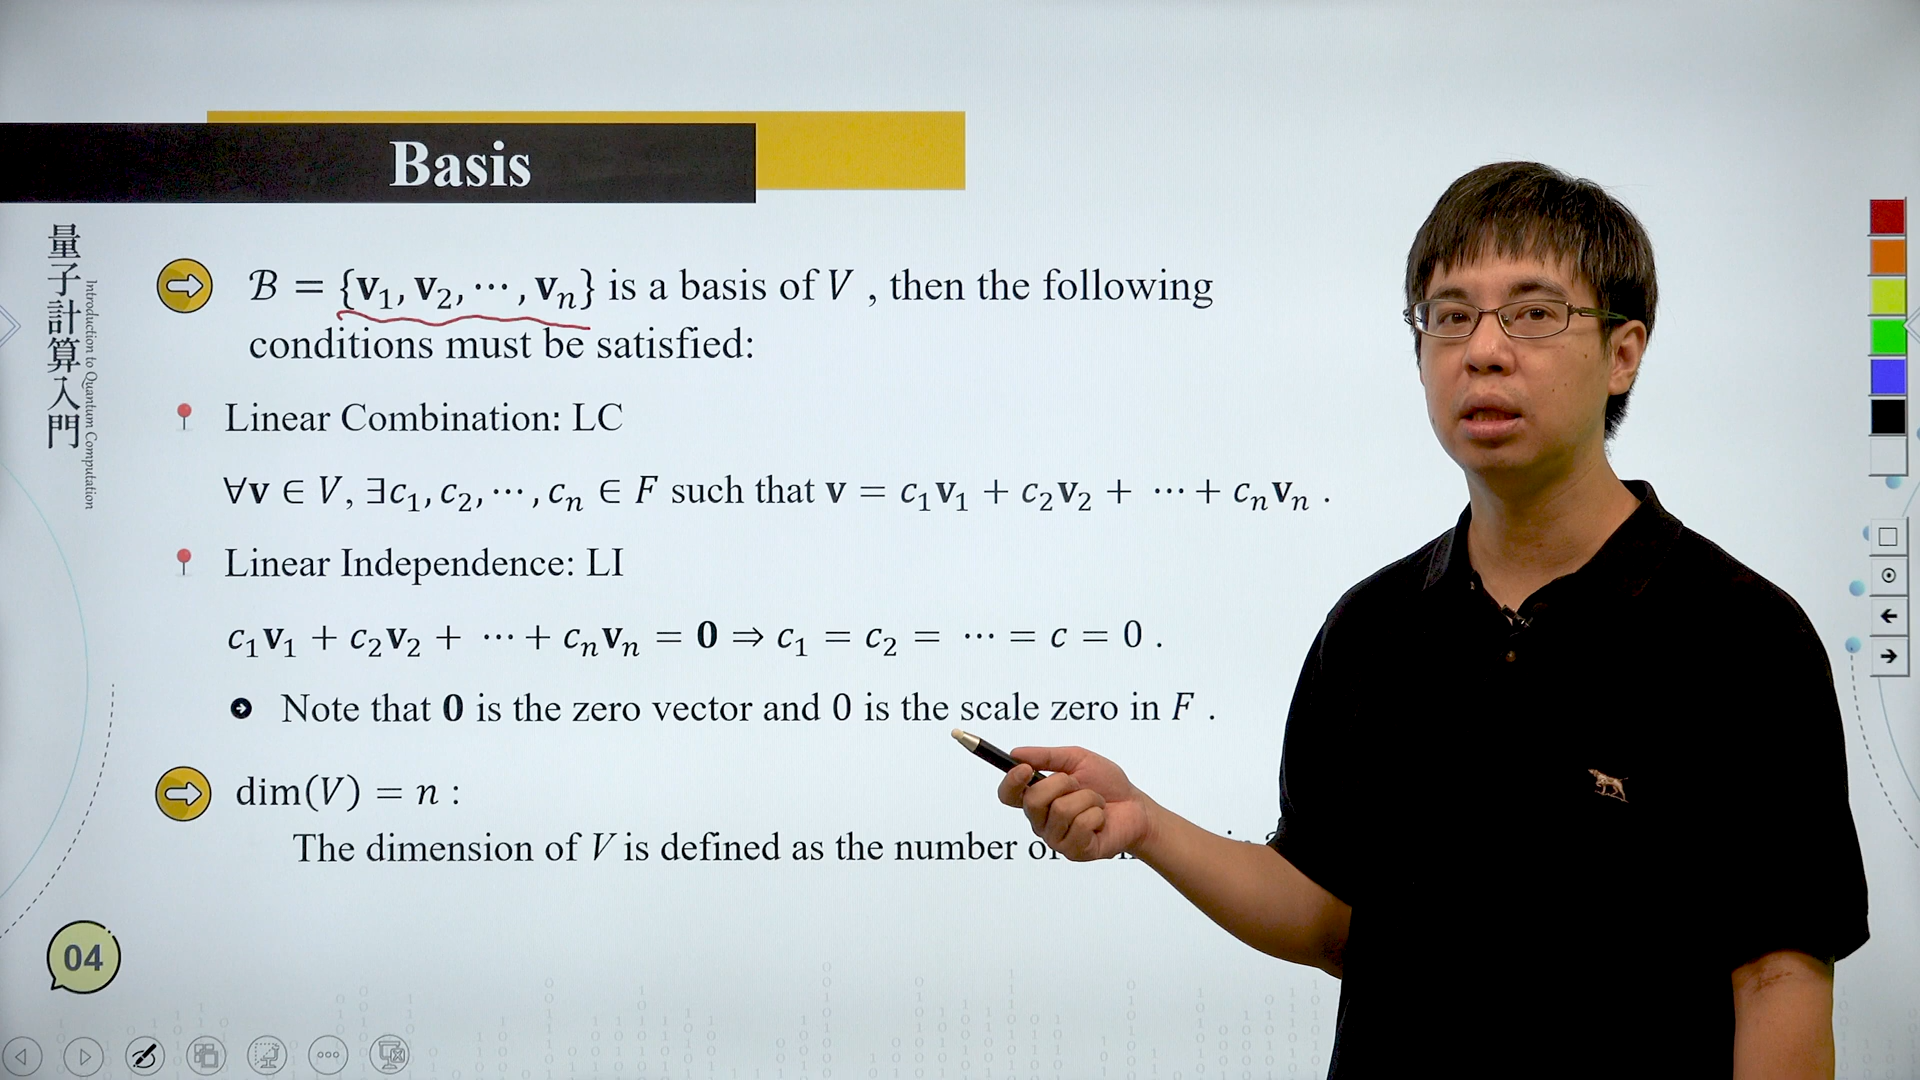 Basis
量子計算入門
Introduction to Quantum Computation
ℬ = {v₁, v₂, ⋯ , vₙ} is a basis of V , then the following
conditions must be satisfied:
Linear Combination: LC
∀v ∈ V, ∃c₁, c₂, ⋯ , cₙ ∈ F such that v = c₁v₁ + c₂v₂ + ⋯ + cₙvₙ .
Linear Independence: LI
c₁v₁ + c₂v₂ + ⋯ + cₙvₙ = 0 ⇒ c₁ = c₂ = ⋯ = c = 0 .
Note that 0 is the zero vector and 0 is the scale zero in F .
dim(V) = n :
The dimension of V is defined as the number
04